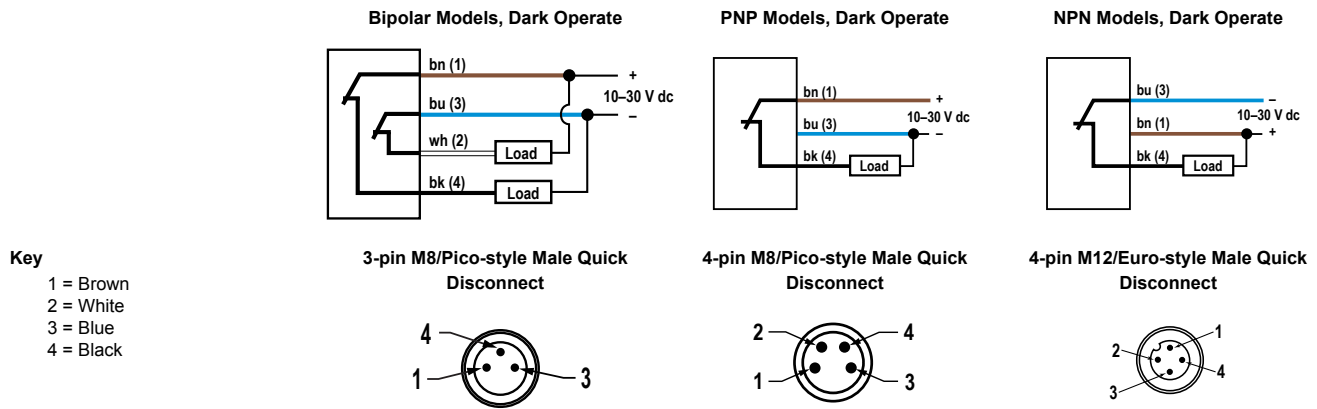 Bipolar Models, Dark Operate
bn (1)
+
10–30 V dc
bu (3)
–
wh (2)
Load
bk (4)
Load
PNP Models, Dark Operate
bn (1)
+
10–30 V dc
bu (3)
–
bk (4)
Load
NPN Models, Dark Operate
bu (3)
–
10–30 V dc
bn (1)
+
bk (4)
Load
Key
1 = Brown
2 = White
3 = Blue
4 = Black
3-pin M8/Pico-style Male Quick
Disconnect
4
1
3
4-pin M8/Pico-style Male Quick
Disconnect
2
4
1
3
4-pin M12/Euro-style Male Quick
Disconnect
1
2
4
3